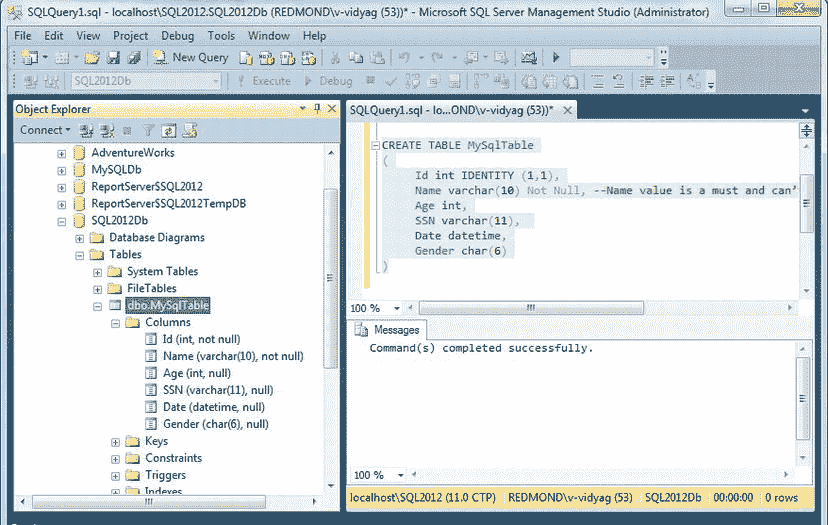 SQLQuery1.sql - localhost\SQL2012.SQL2012Db (REDMOND\v-vidyag (53))* - Microsoft SQL Server Management Studio (Administrator)
File Edit View Project Debug Tools Window Help
New Query
SQL2012Db Execute Debug
Object Explorer
Connect
AdventureWorks
MySQLDb
ReportServer$SQL2012
ReportServer$SQL2012TempDB
SQL2012Db
Database Diagrams
Tables
System Tables
FileTables
dbo.MySqlTable
Columns
Id (int, not null)
Name (varchar(10), not null)
Age (int, null)
SSN (varchar(11), null)
Date (datetime, null)
Gender (char(6), null)
Keys
Constraints
Triggers
Indexes
SQLQuery1.sql - lo...OND\v-vidyag (53))*
CREATE TABLE MySqlTable
(
Id int IDENTITY (1,1),
Name varchar(10) Not Null, --Name value is a must and can’
Age int,
SSN varchar(11),
Date datetime,
Gender char(6)
)
100 %
Messages
Command(s) completed successfully.
100 %
localhost\SQL2012 (11.0 CTP) REDMOND\v-vidyag (53) SQL2012Db 00:00:00 0 rows